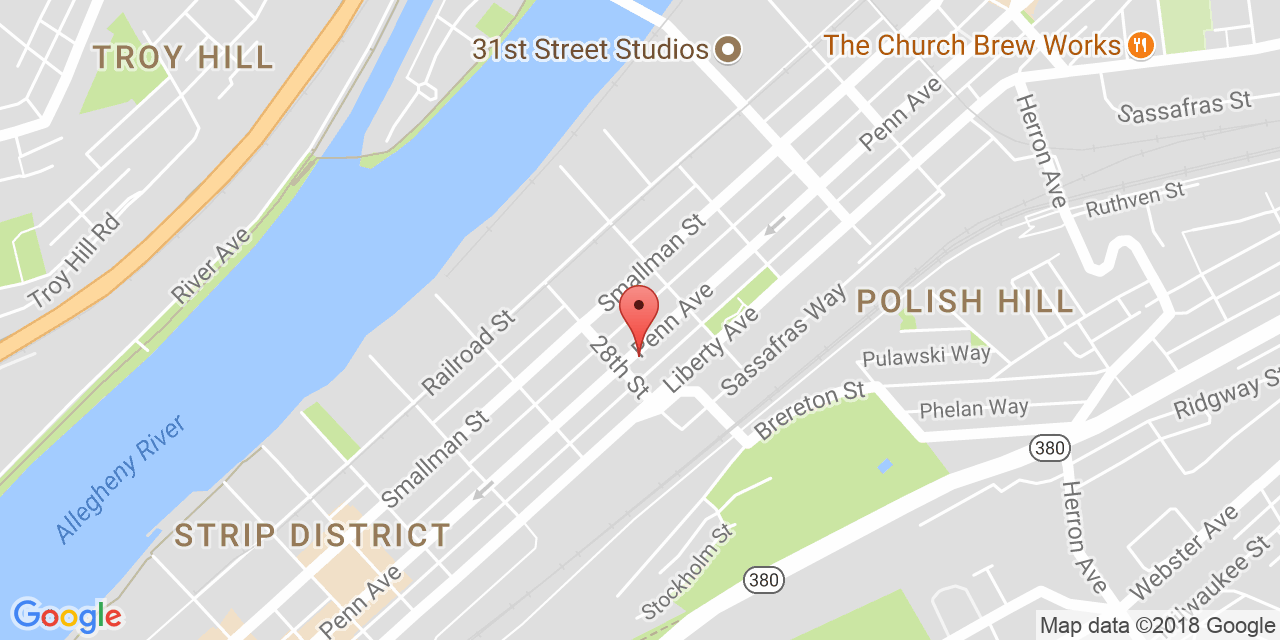 TROY HILL
31st Street Studios
The Church Brew Works
Penn Ave
Sassafras St
Herron Ave
Ruthven St
Troy Hill Rd
River Ave
Smallman St
Penn Ave
POLISH HILL
Railroad St
28th St
Liberty Ave
Sassafras Way
Pulawski Way
Brereton St
Phelan Way
Ridgway St
380
Allegheny River
Smallman St
STRIP DISTRICT
Herron Ave
Webster Ave
Milwaukee St
Stockholm St
380
Penn Ave
Google
Map data ©2018 Google